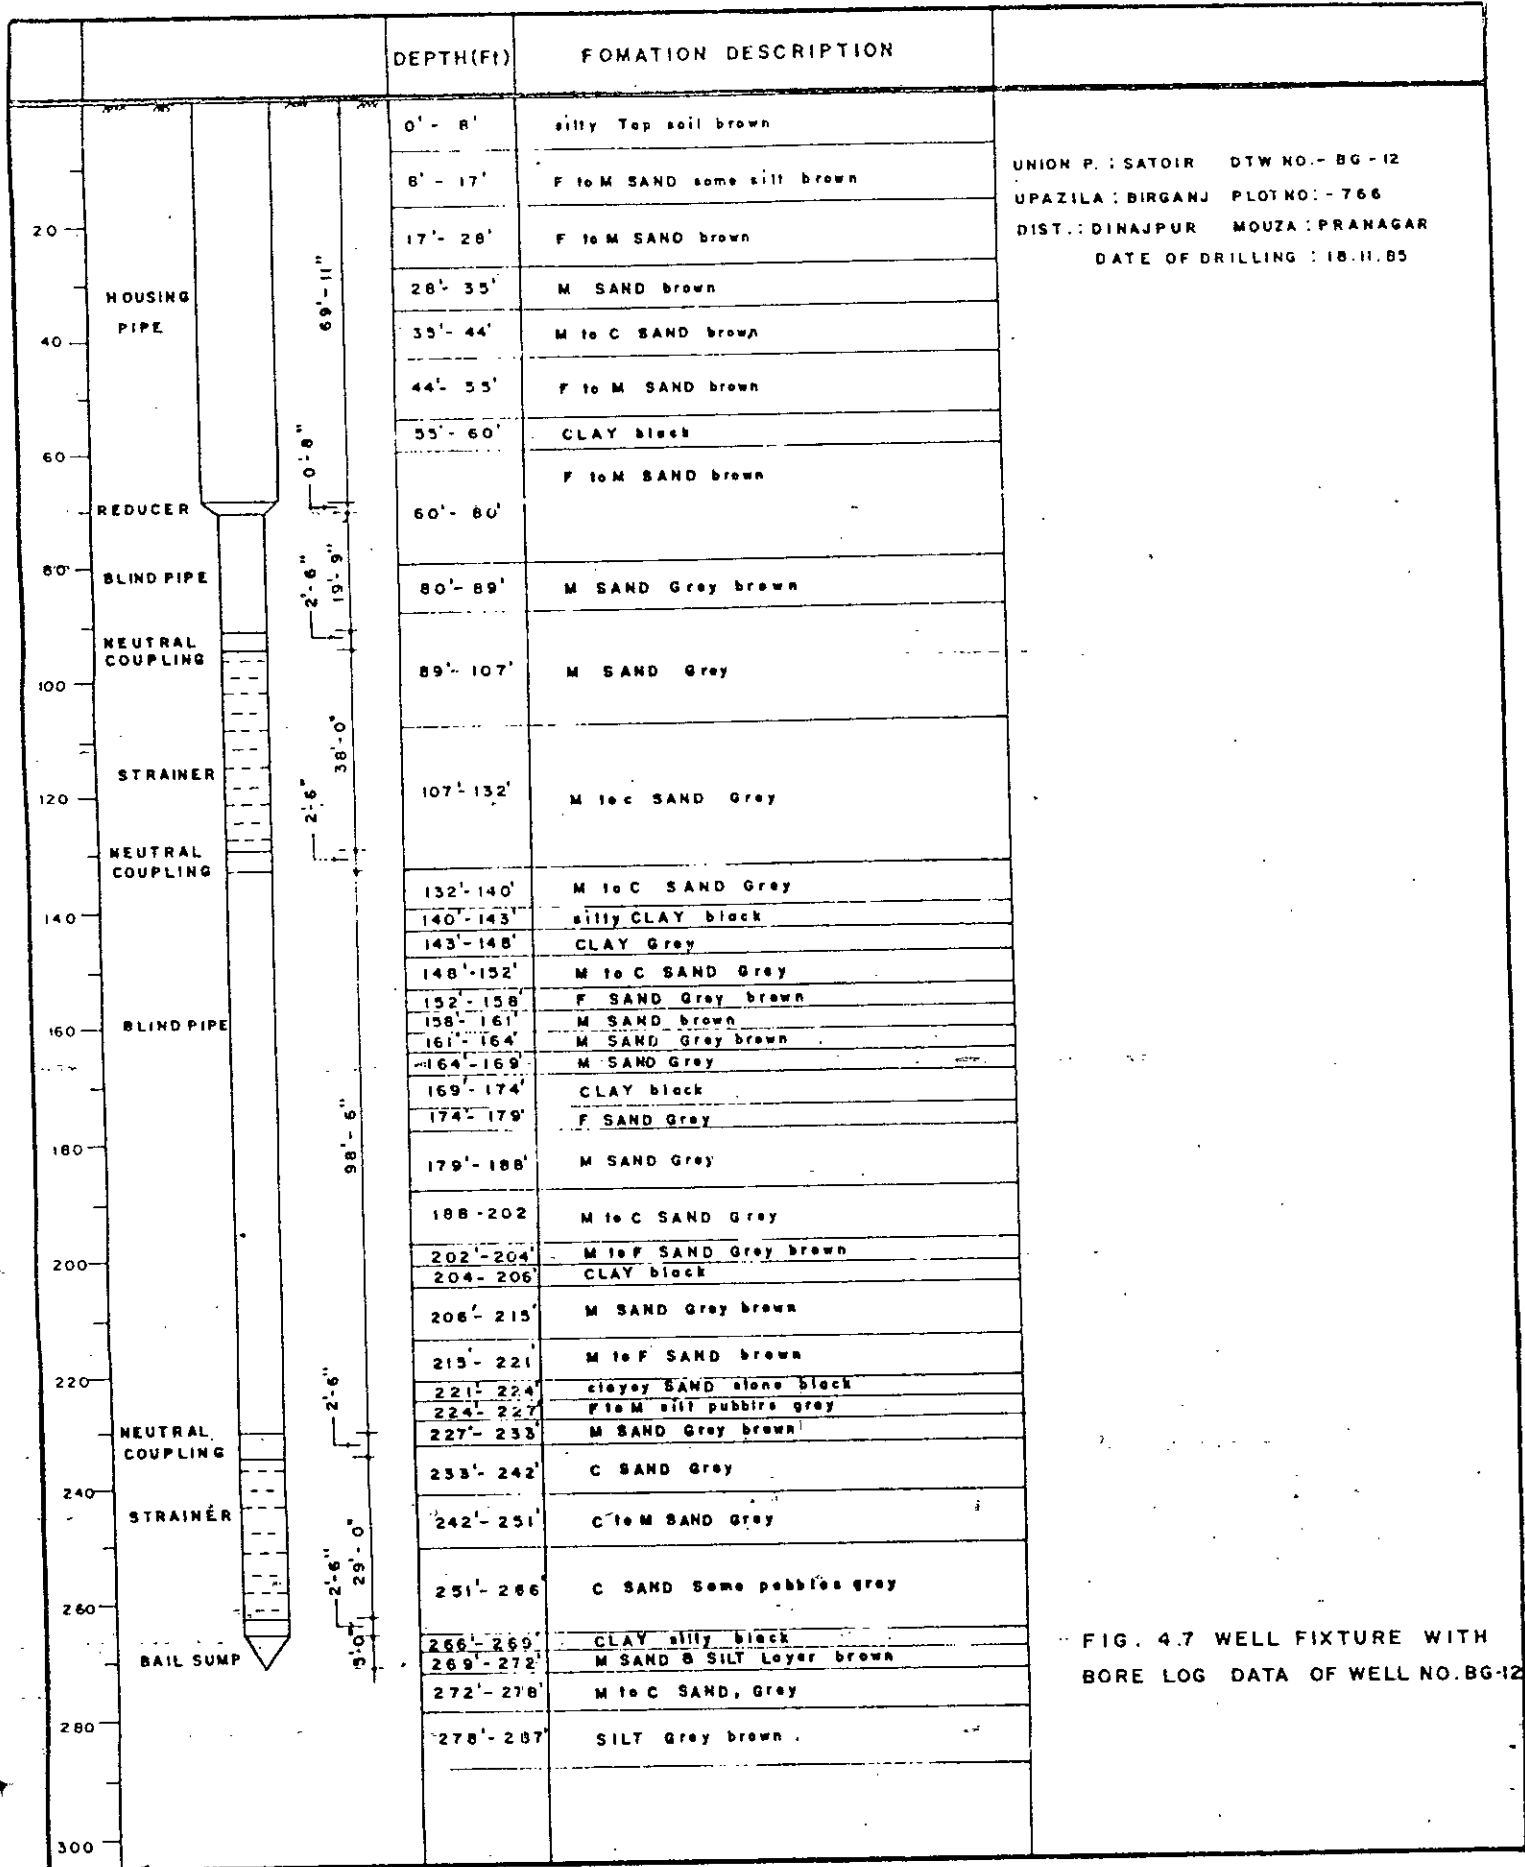 DEPTH(Ft) FOMATION DESCRIPTION
0' - 8' silty Top soil brown
8' - 17' F to M SAND some silt brown
17' - 28' F to M SAND brown
28' - 35' M SAND brown
35' - 44' M to C SAND brown
44' - 55' F to M SAND brown
55' - 60' CLAY black
60' - 80' F to M SAND brown
80' - 89' M SAND Grey brown
89' - 107' M SAND Grey
107' - 132' M to c SAND Grey
132' - 140' M to C SAND Grey
140' - 143' silty CLAY black
143' - 148' CLAY Grey
148' - 152' M to C SAND Grey
152' - 158' F SAND Grey brown
158' - 161' M SAND brown
161' - 164' M SAND Grey brown
164' - 169' M SAND Grey
169' - 174' CLAY black
174' - 179' F SAND Grey
179' - 188' M SAND Grey
188 - 202 M to C SAND Grey
202' - 204' M to F SAND Grey brown
204 - 206' CLAY black
206' - 215' M SAND Grey brown
215' - 221' M to F SAND brown
221' - 224' clayey SAND stone black
224' - 227' F to M silt pubbirs grey
227' - 233' M SAND Grey brown
233' - 242' C SAND Grey
242' - 251' C to M SAND Grey
251' - 266' C SAND Some pebbles grey
266' - 269' CLAY silty black
269' - 272' M SAND & SILT Layer brown
272' - 278' M to C SAND, Grey
278' - 287' SILT Grey brown .
20
40
60
80
100
120
140
160
180
200
220
240
260
280
300
HOUSING
PIPE
REDUCER
BLIND PIPE
NEUTRAL
COUPLING
STRAINER
NEUTRAL
COUPLING
BLIND PIPE
NEUTRAL
COUPLING
STRAINER
BAIL SUMP
69'-11"
0'-8"
2'-6"
19'-9"
38'-0"
2'-6"
98'-6"
2'-6"
2'-6"
29'-0"
5'-0"
UNION P. : SATOIR DTW NO.- BG - 12
UPAZILA : BIRGANJ PLOT NO: - 766
DIST. : DINAJPUR MOUZA : PRANAGAR
DATE OF DRILLING : 18.11.85
FIG. 4.7 WELL FIXTURE WITH
BORE LOG DATA OF WELL NO. BG-12